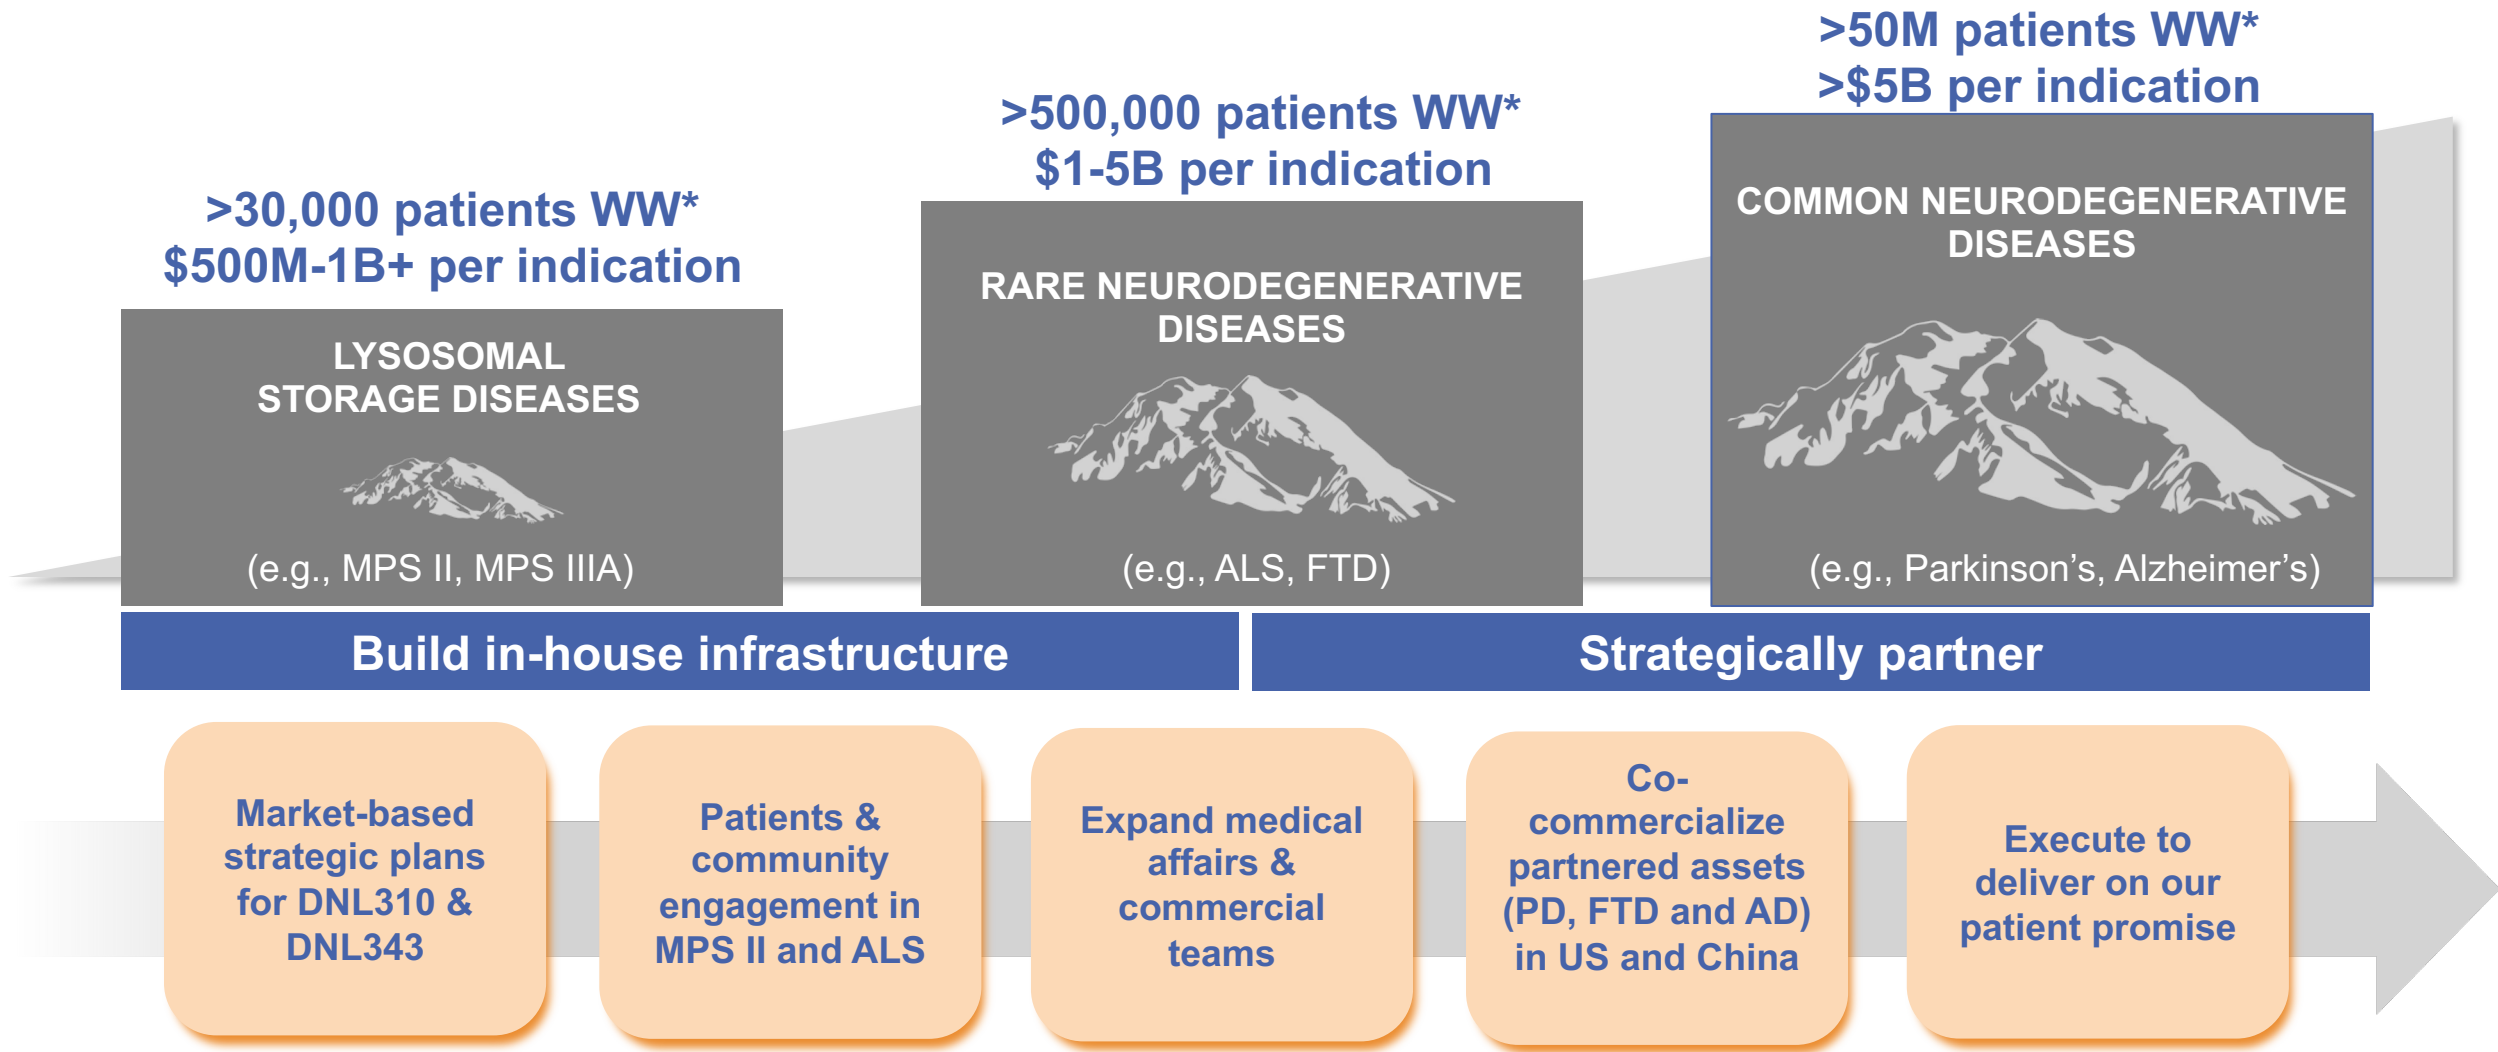 >30,000 patients WW*
$500M-1B+ per indication
LYSOSOMAL
STORAGE DISEASES
(e.g., MPS II, MPS IIIA)
>500,000 patients WW*
$1-5B per indication
RARE NEURODEGENERATIVE
DISEASES
(e.g., ALS, FTD)
>50M patients WW*
>$5B per indication
COMMON NEURODEGENERATIVE
DISEASES
(e.g., Parkinson’s, Alzheimer’s)
Build in-house infrastructure
Strategically partner
Market-based
strategic plans
for DNL310 &
DNL343
Patients &
community
engagement in
MPS II and ALS
Expand medical
affairs &
commercial
teams
Co-
commercialize
partnered assets
(PD, FTD and AD)
in US and China
Execute to
deliver on our
patient promise